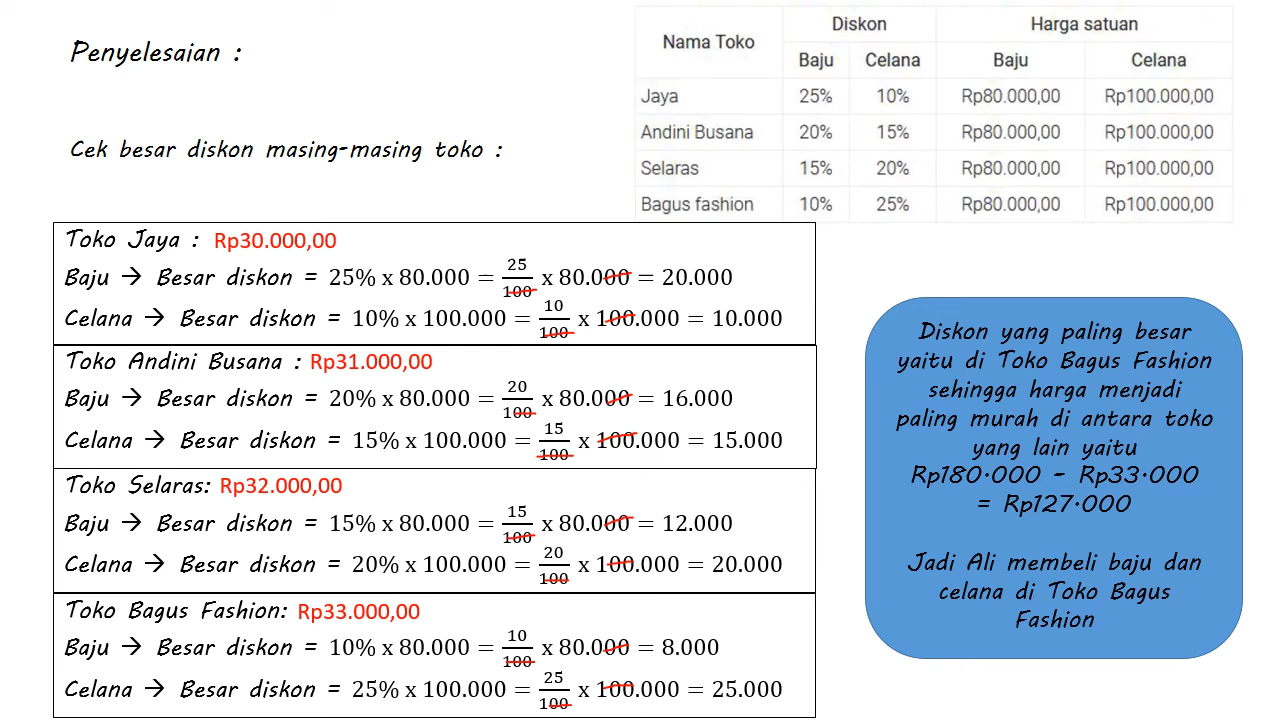 Penyelesaian :
Cek besar diskon masing-masing toko :
Nama Toko Diskon Harga satuan
Baju Celana Baju Celana
Jaya 25% 10% Rp80.000,00 Rp100.000,00
Andini Busana 20% 15% Rp80.000,00 Rp100.000,00
Selaras 15% 20% Rp80.000,00 Rp100.000,00
Bagus fashion 10% 25% Rp80.000,00 Rp100.000,00
Toko Jaya : Rp30.000,00
Baju → Besar diskon = 25% x 80.000 = 25/100 x 80.000 = 20.000
Celana → Besar diskon = 10% x 100.000 = 10/100 x 100.000 = 10.000
Toko Andini Busana : Rp31.000,00
Baju → Besar diskon = 20% x 80.000 = 20/100 x 80.000 = 16.000
Celana → Besar diskon = 15% x 100.000 = 15/100 x 100.000 = 15.000
Toko Selaras: Rp32.000,00
Baju → Besar diskon = 15% x 80.000 = 15/100 x 80.000 = 12.000
Celana → Besar diskon = 20% x 100.000 = 20/100 x 100.000 = 20.000
Toko Bagus Fashion: Rp33.000,00
Baju → Besar diskon = 10% x 80.000 = 10/100 x 80.000 = 8.000
Celana → Besar diskon = 25% x 100.000 = 25/100 x 100.000 = 25.000
Diskon yang paling besar
yaitu di Toko Bagus Fashion
sehingga harga menjadi
paling murah di antara toko
yang lain yaitu
Rp180.000 - Rp33.000
= Rp127.000
Jadi Ali membeli baju dan
celana di Toko Bagus
Fashion